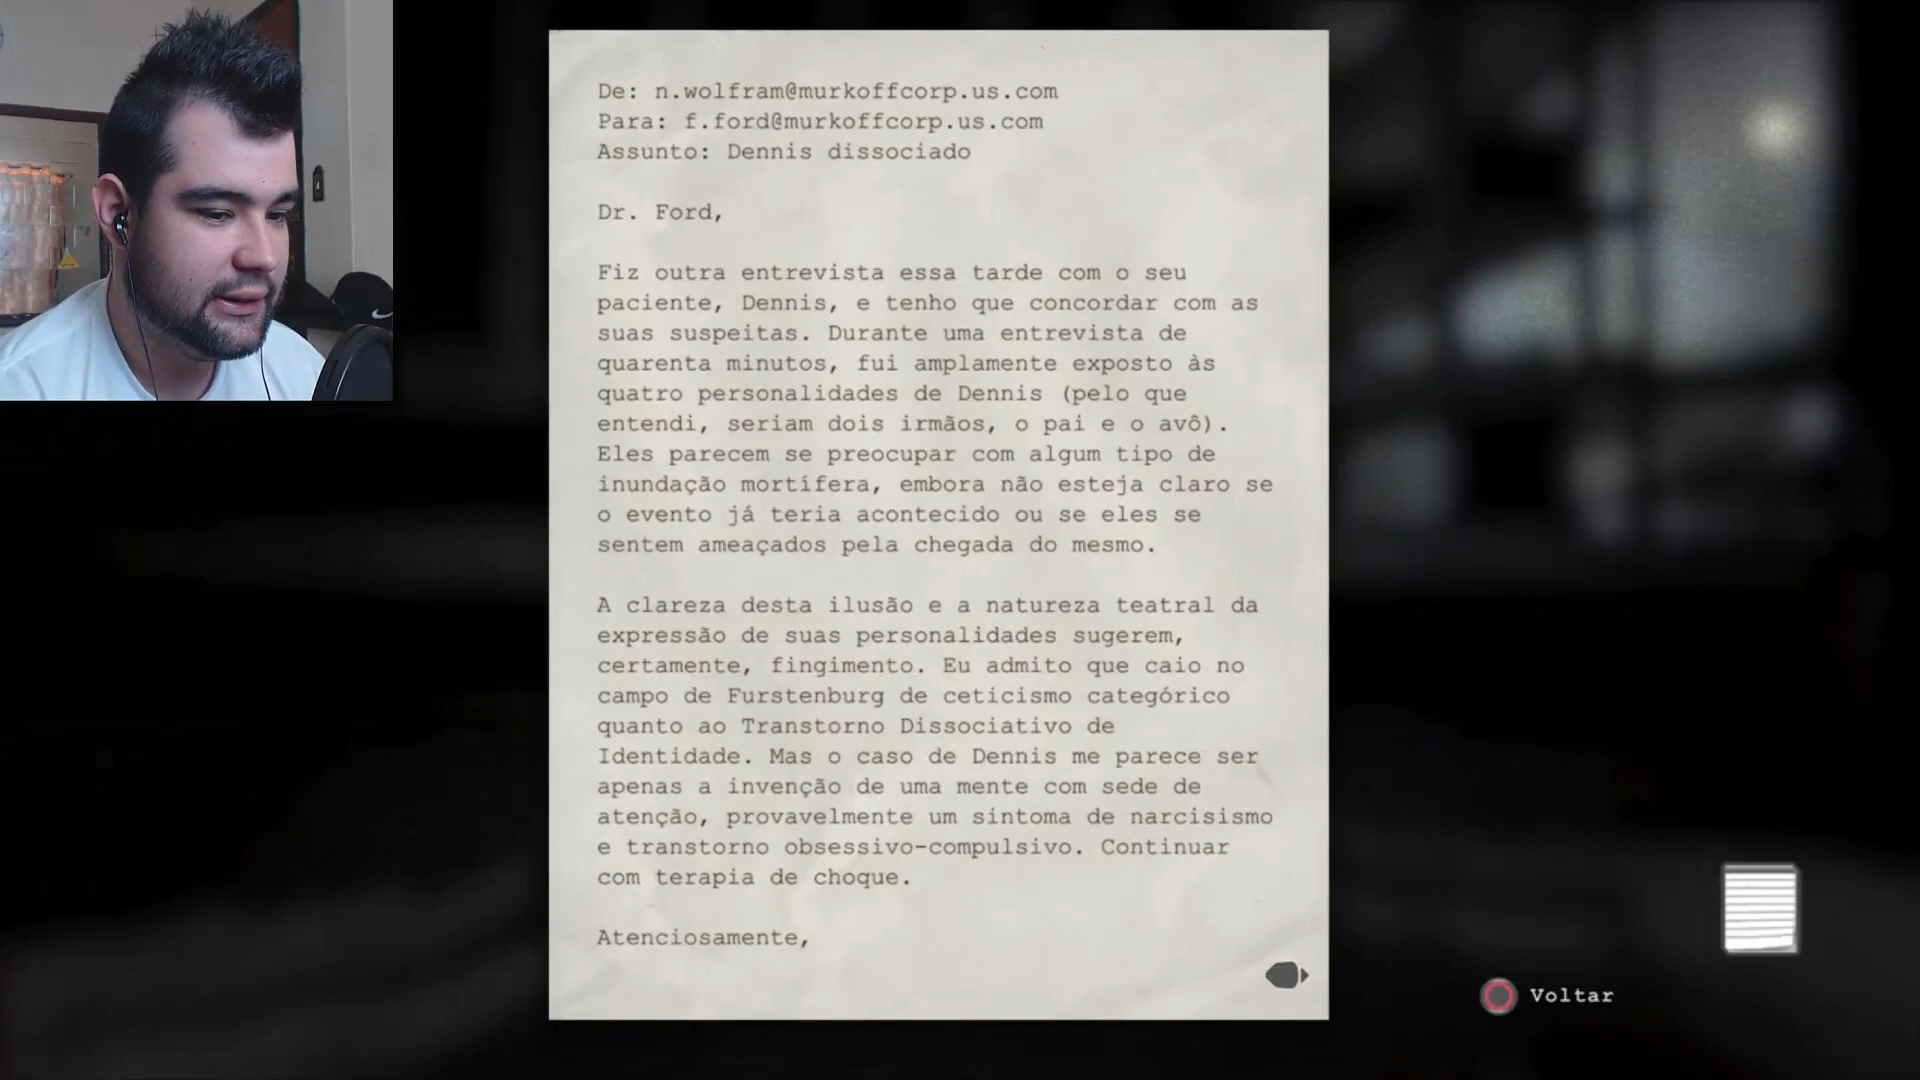 De: n.wolfram@murkoffcorp.us.com
Para: f.ford@murkoffcorp.us.com
Assunto: Dennis dissociado
Dr. Ford,
Fiz outra entrevista essa tarde com o seu
paciente, Dennis, e tenho que concordar com as
suas suspeitas. Durante uma entrevista de
quarenta minutos, fui amplamente exposto às
quatro personalidades de Dennis (pelo que
entendi, seriam dois irmãos, o pai e o avô).
Eles parecem se preocupar com algum tipo de
inundação mortífera, embora não esteja claro se
o evento já teria acontecido ou se eles se
sentem ameaçados pela chegada do mesmo.
A clareza desta ilusão e a natureza teatral da
expressão de suas personalidades sugerem,
certamente, fingimento. Eu admito que caio no
campo de Furstenburg de ceticismo categórico
quanto ao Transtorno Dissociativo de
Identidade. Mas o caso de Dennis me parece ser
apenas a invenção de uma mente com sede de
atenção, provavelmente um sintoma de narcisismo
e transtorno obsessivo-compulsivo. Continuar
com terapia de choque.
Atenciosamente,
Voltar